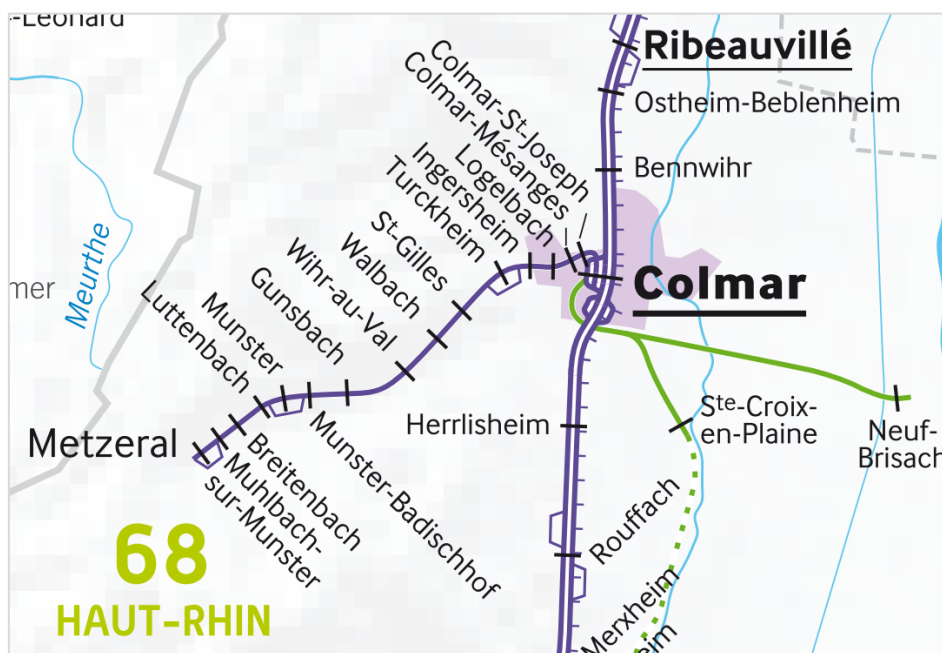 -Léonard
Ribeauvillé
Ostheim-Beblenheim
Bennwihr
Colmar-St-Joseph
Colmar-Mésanges
Logelbach
Ingersheim
Turckheim
St-Gilles
Walbach
Wihr-au-Val
Gunsbach
Munster
Luttenbach
Meurthe
mer
Colmar
Metzeral
Herrlisheim
Ste-Croix-
en-Plaine
Neuf-
Brisach
Munster-Badischhof
Breitenbach
Muhlbach-
sur-Munster
Rouffach
Merxheim
eim
68
HAUT-RHIN